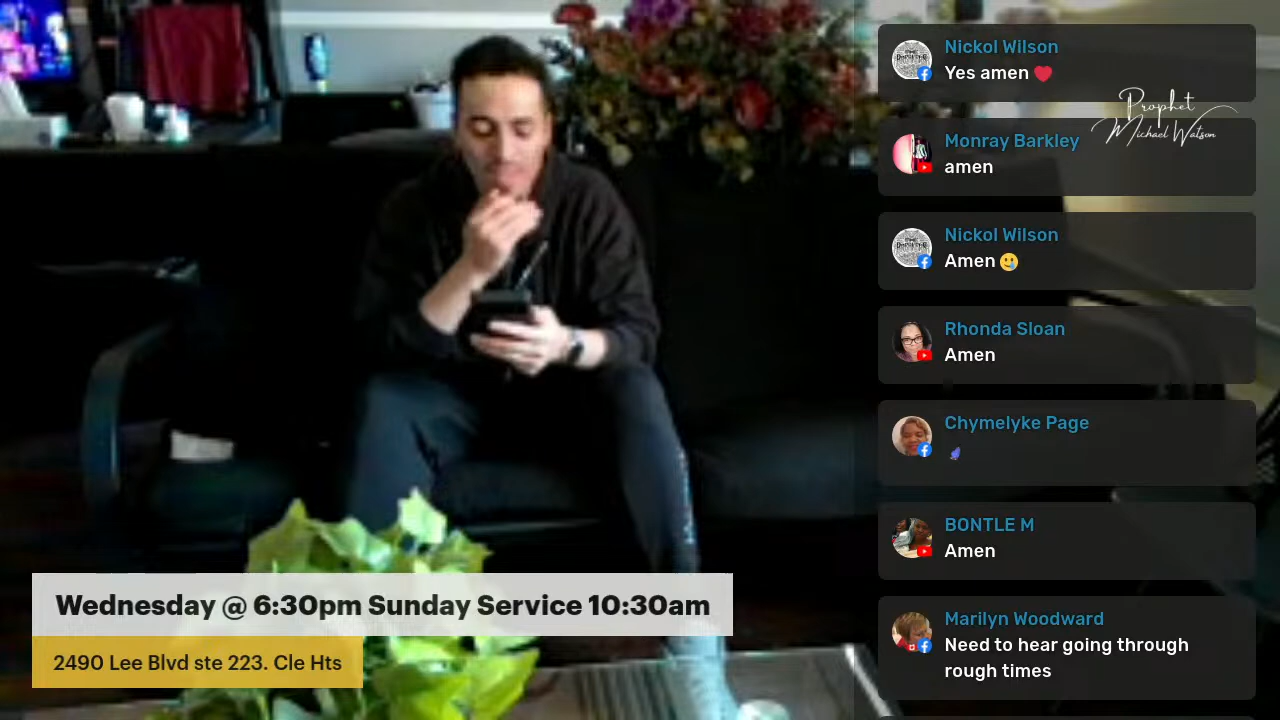 Nickol Wilson
Yes amen ❤️
Prophet
Michael Watson
Monray Barkley
amen
Nickol Wilson
Amen 🥲
Rhonda Sloan
Amen
Chymelyke Page
BONTLE M
Amen
Marilyn Woodward
Need to hear going through
rough times
Wednesday @ 6:30pm Sunday Service 10:30am
2490 Lee Blvd ste 223. Cle Hts